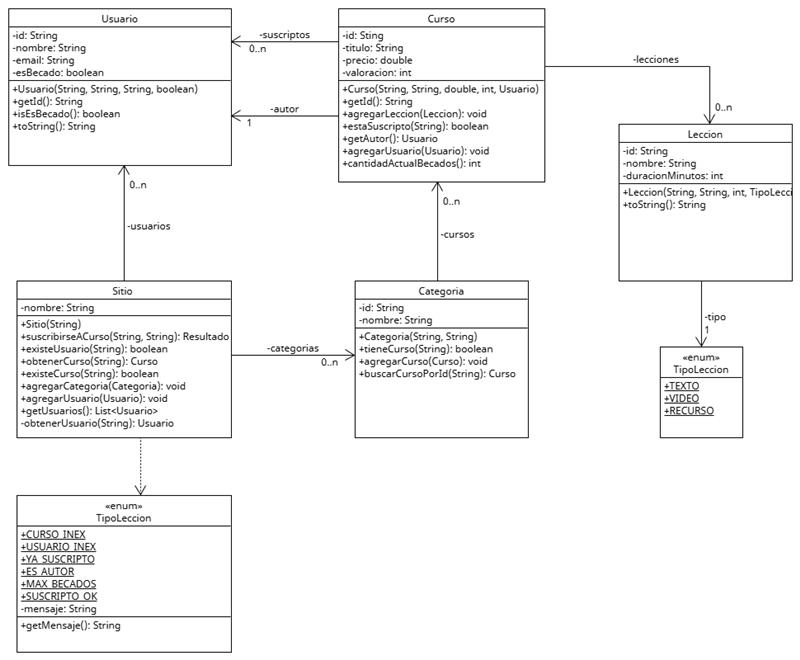 Usuario
-id: String
-nombre: String
-email: String
-esBecado: boolean
+Usuario(String, String, String, boolean)
+getId(): String
+isEsBecado(): boolean
+toString(): String
-suscriptos
0..n
-autor
1
Curso
-id: Sting
-titulo: String
-precio: double
-valoracion: int
+Curso(String, String, double, int, Usuario)
+getId(): String
+agregarLeccion(Leccion): void
+estaSuscripto(String): boolean
+getAutor(): Usuario
+agregarUsuario(Usuario): void
+cantidadActualBecados(): int
-lecciones
0..n
Leccion
-id: String
-nombre: String
-duracionMinutos: int
+Leccion(String, String, int, TipoLecci
+toString(): String
0..n
-usuarios
0..n
-cursos
Sitio
-nombre: String
+Sitio(String)
+suscribirseACurso(String, String): Resultado
+existeUsuario(String): boolean
+obtenerCurso(String): Curso
+existeCurso(String): boolean
+agregarCategoria(Categoria): void
+agregarUsuario(Usuario): void
+getUsuarios(): List<Usuario>
-obtenerUsuario(String): Usuario
-categorias
0..n
Categoria
-id: String
-nombre: String
+Categoria(String, String)
+tieneCurso(String): boolean
+agregarCurso(Curso): void
+buscarCursoPorId(String): Curso
-tipo
1
«enum»
TipoLeccion
+TEXTO
+VIDEO
+RECURSO
«enum»
TipoLeccion
+CURSO_INEX
+USUARIO_INEX
+YA_SUSCRIPTO
+ES_AUTOR
+MAX_BECADOS
+SUSCRIPTO_OK
-mensaje: String
+getMensaje(): String